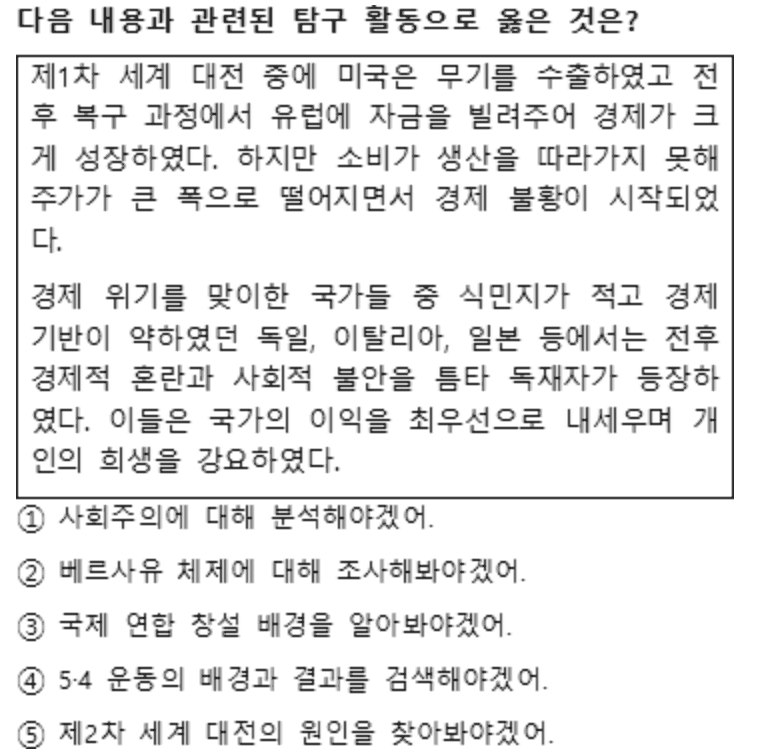 다음 내용과 관련된 탐구 활동으로 옳은 것은?
제1차 세계 대전 중에 미국은 무기를 수출하였고 전
후 복구 과정에서 유럽에 자금을 빌려주어 경제가 크
게 성장하였다. 하지만 소비가 생산을 따라가지 못해
주가가 큰 폭으로 떨어지면서 경제 불황이 시작되었
다.
경제 위기를 맞이한 국가들 중 식민지가 적고 경제
기반이 약하였던 독일, 이탈리아, 일본 등에서는 전후
경제적 혼란과 사회적 불안을 틈타 독재자가 등장하
였다. 이들은 국가의 이익을 최우선으로 내세우며 개
인의 희생을 강요하였다.
① 사회주의에 대해 분석해야겠어.
② 베르사유 체제에 대해 조사해봐야겠어.
③ 국제 연합 창설 배경을 알아봐야겠어.
④ 5·4 운동의 배경과 결과를 검색해야겠어.
⑤ 제2차 세계 대전의 원인을 찾아봐야겠어.